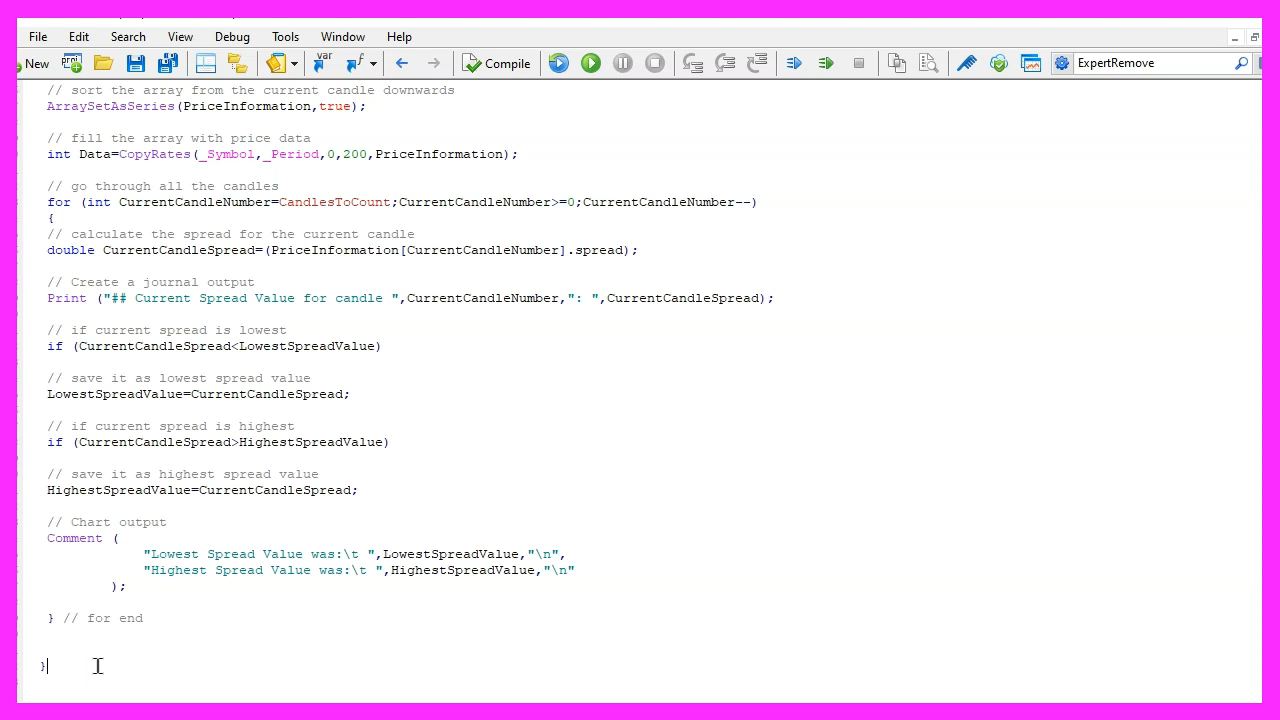 File Edit Search View Debug Tools Window Help
New Compile ExpertRemove
// sort the array from the current candle downwards
ArraySetAsSeries(PriceInformation,true);
// fill the array with price data
int Data=CopyRates(_Symbol,_Period,0,200,PriceInformation);
// go through all the candles
for (int CurrentCandleNumber=CandlesToCount;CurrentCandleNumber>=0;CurrentCandleNumber--)
{
// calculate the spread for the current candle
double CurrentCandleSpread=(PriceInformation[CurrentCandleNumber].spread);
// Create a journal output
Print ("## Current Spread Value for candle ",CurrentCandleNumber,": ",CurrentCandleSpread);
// if current spread is lowest
if (CurrentCandleSpread<LowestSpreadValue)
// save it as lowest spread value
LowestSpreadValue=CurrentCandleSpread;
// if current spread is highest
if (CurrentCandleSpread>HighestSpreadValue)
// save it as highest spread value
HighestSpreadValue=CurrentCandleSpread;
// Chart output
Comment (
"Lowest Spread Value was:\t ",LowestSpreadValue,"\n",
"Highest Spread Value was:\t ",HighestSpreadValue,"\n"
);
} // for end
}